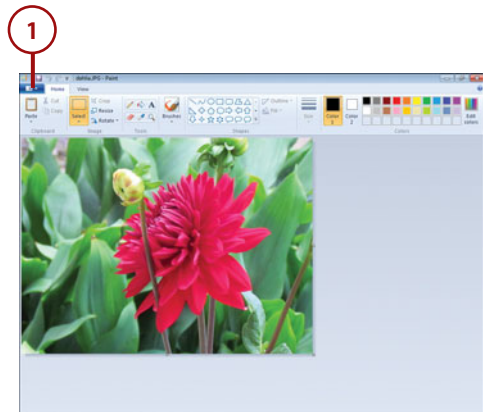 1
dahlia.JPG - Paint
Home View
Paste
Cut
Copy
Clipboard
Select
Crop
Resize
Rotate
Image
A
Tools
Brushes
Outline
Fill
Shapes
Size
Color 1
Color 2
Edit colors
Colors